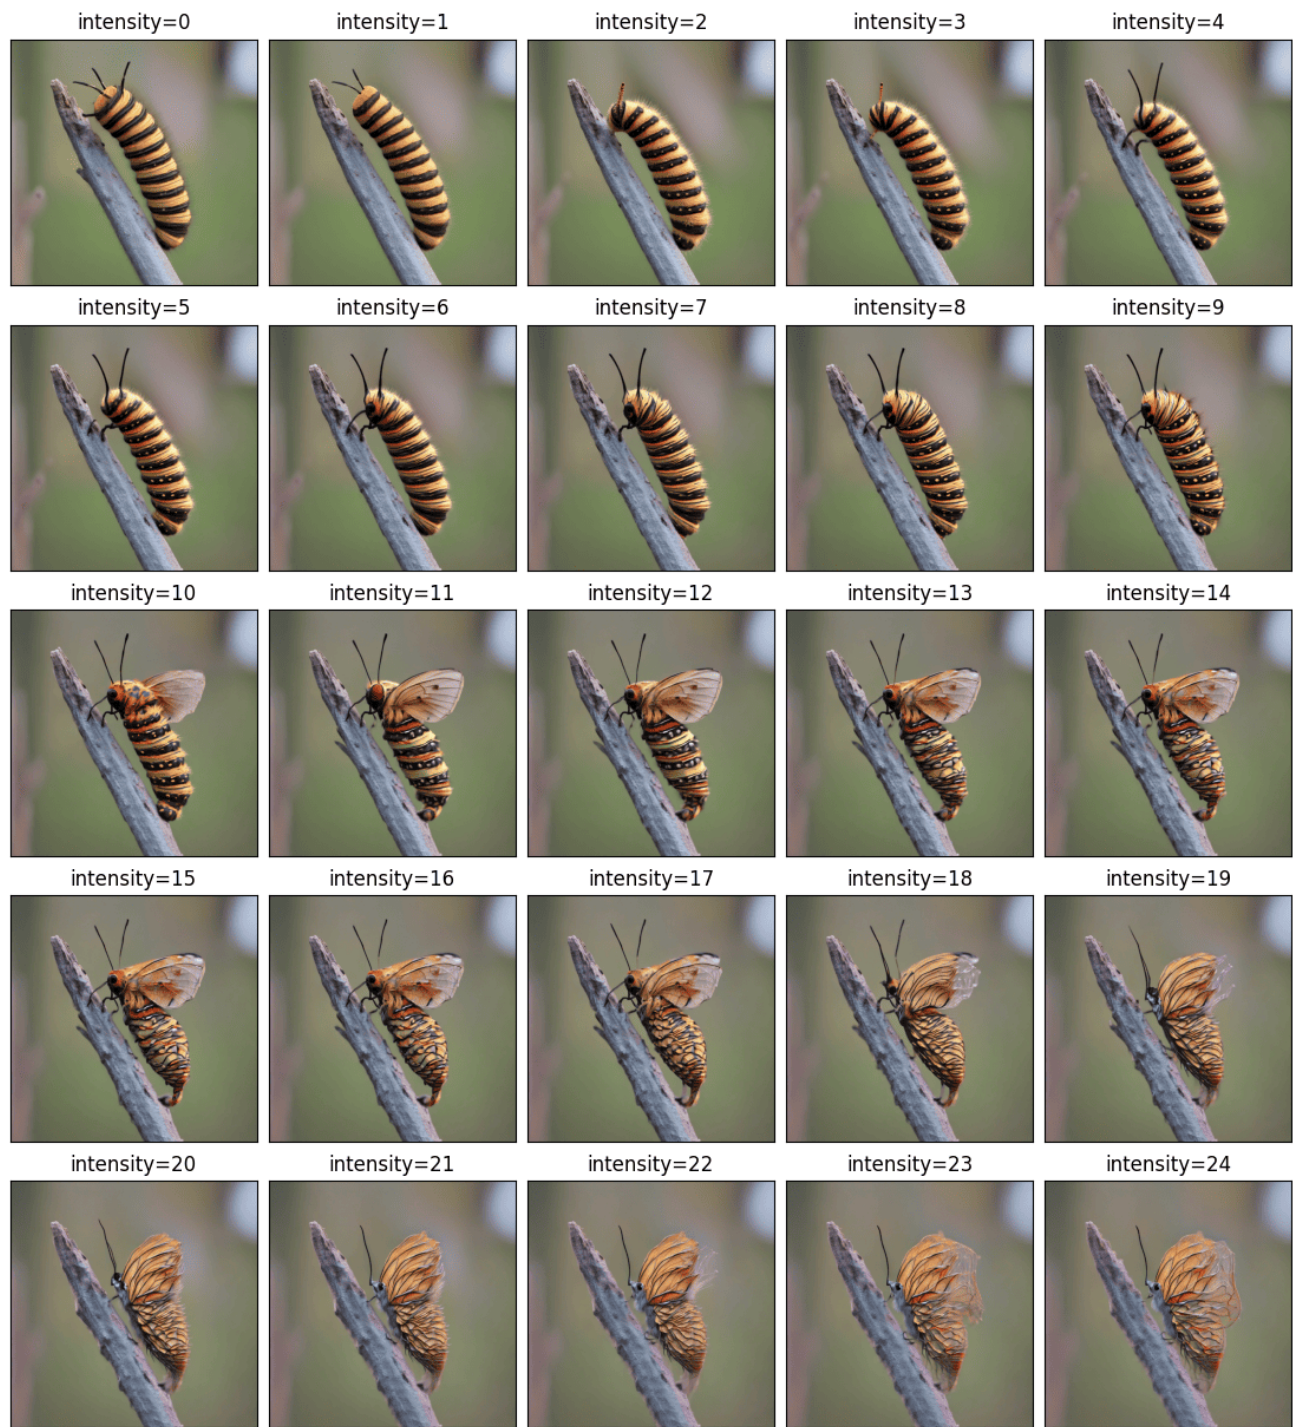 intensity=0 intensity=1 intensity=2 intensity=3 intensity=4
intensity=5 intensity=6 intensity=7 intensity=8 intensity=9
intensity=10 intensity=11 intensity=12 intensity=13 intensity=14
intensity=15 intensity=16 intensity=17 intensity=18 intensity=19
intensity=20 intensity=21 intensity=22 intensity=23 intensity=24